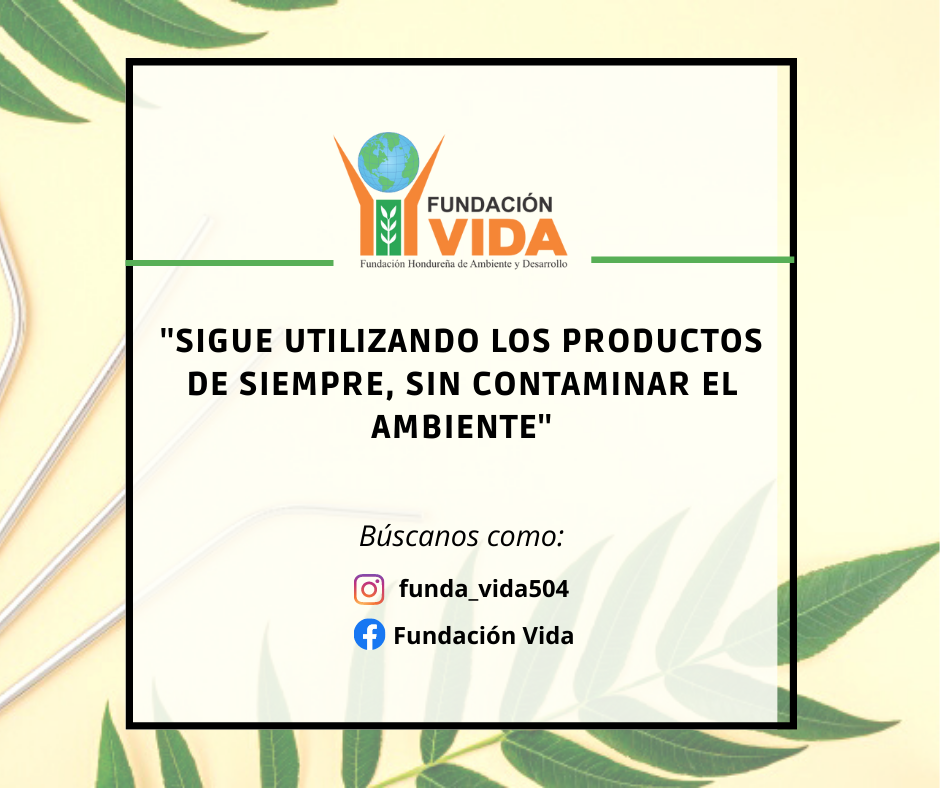 FUNDACIÓN
VIDA
Fundación Hondureña de Ambiente y Desarrollo
"SIGUE UTILIZANDO LOS PRODUCTOS
DE SIEMPRE, SIN CONTAMINAR EL
AMBIENTE"
Búscanos como:
funda_vida504
Fundación Vida